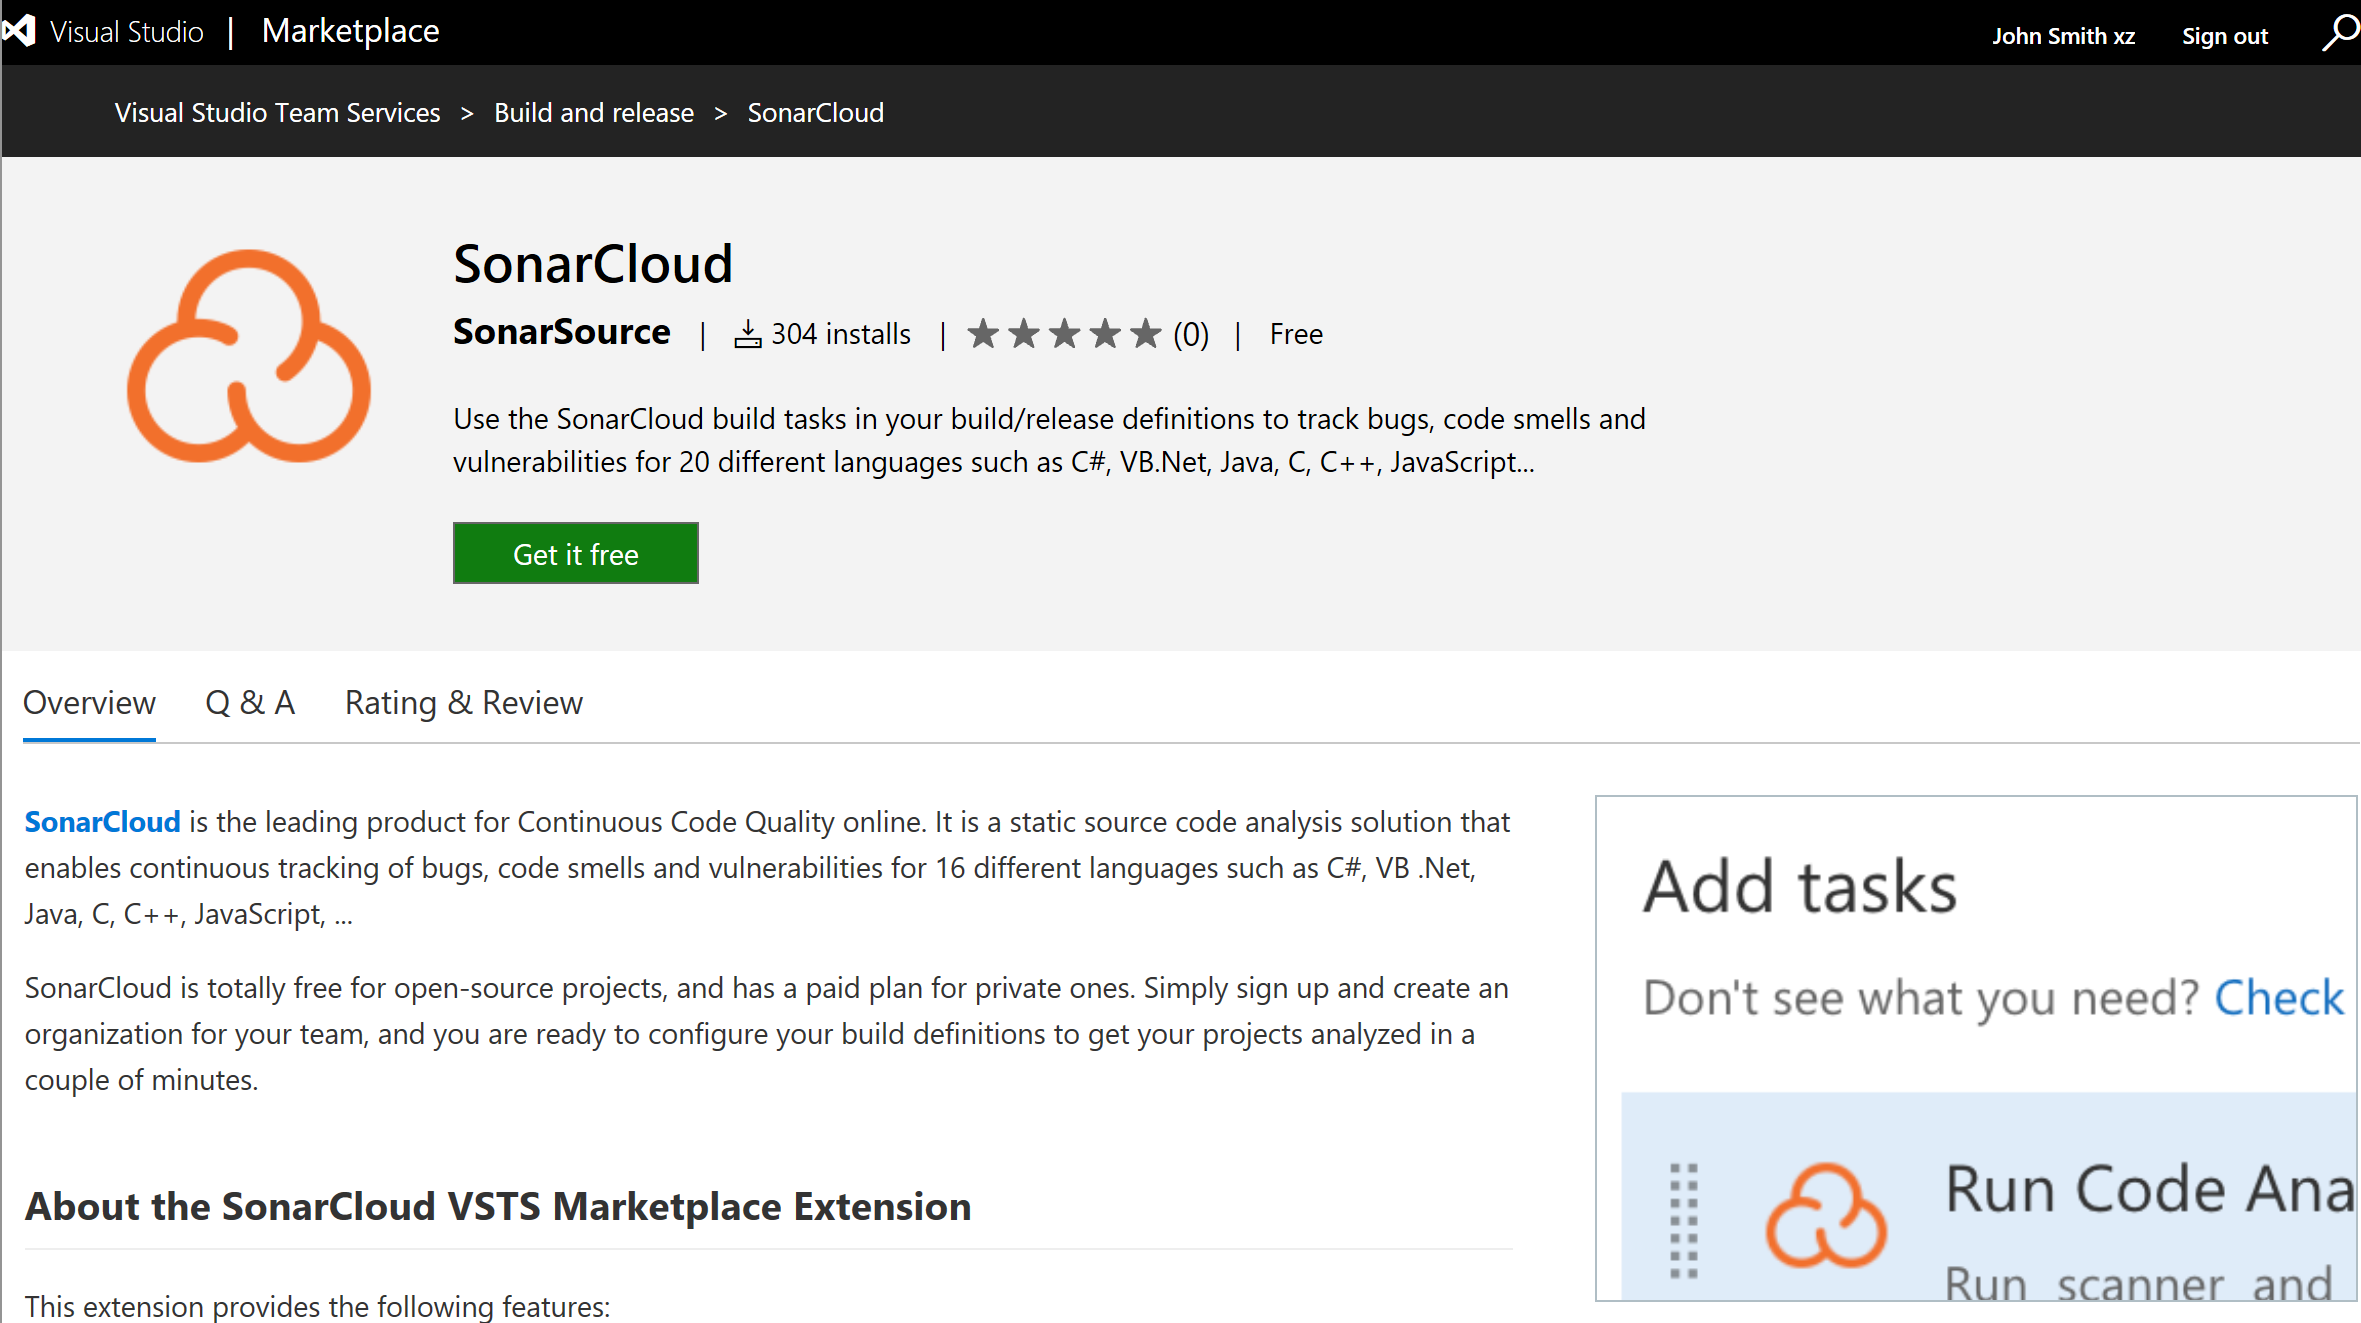 Visual Studio | Marketplace
John Smith xz Sign out
Visual Studio Team Services > Build and release > SonarCloud
SonarCloud
SonarSource | 304 installs | (0) | Free
Use the SonarCloud build tasks in your build/release definitions to track bugs, code smells and
vulnerabilities for 20 different languages such as C#, VB.Net, Java, C, C++, JavaScript...
Get it free
Overview Q & A Rating & Review
SonarCloud is the leading product for Continuous Code Quality online. It is a static source code analysis solution that
enables continuous tracking of bugs, code smells and vulnerabilities for 16 different languages such as C#, VB .Net,
Java, C, C++, JavaScript, ...
SonarCloud is totally free for open-source projects, and has a paid plan for private ones. Simply sign up and create an
organization for your team, and you are ready to configure your build definitions to get your projects analyzed in a
couple of minutes.
About the SonarCloud VSTS Marketplace Extension
This extension provides the following features:
Add tasks
Don't see what you need? Check
Run Code Ana
Run scanner and